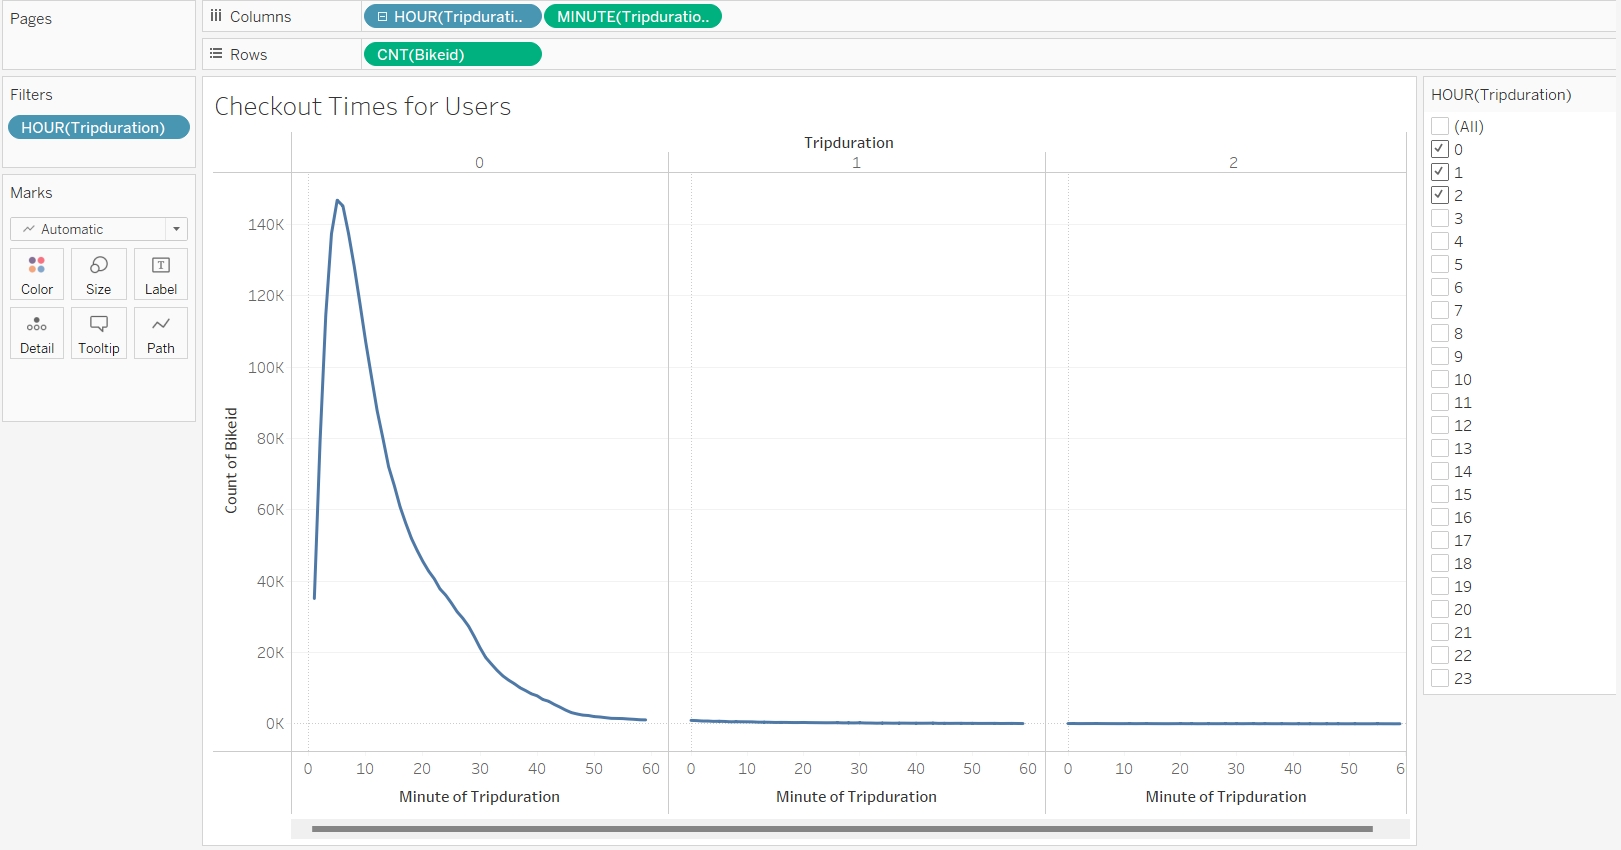 Pages
Columns
HOUR(Tripdurati..
MINUTE(Tripduratio..
Rows
CNT(Bikeid)
Filters
HOUR(Tripduration)
Marks
Automatic
Color
Size
Label
Detail
Tooltip
Path
Checkout Times for Users
Tripduration
0 1 2
140K
120K
100K
80K
60K
40K
20K
0K
Count of Bikeid
0 10 20 30 40 50 60 0 10 20 30 40 50 60 0 10 20 30 40 50 6
Minute of Tripduration Minute of Tripduration Minute of Tripduration
HOUR(Tripduration)
(All)
0
1
2
3
4
5
6
7
8
9
10
11
12
13
14
15
16
17
18
19
20
21
22
23